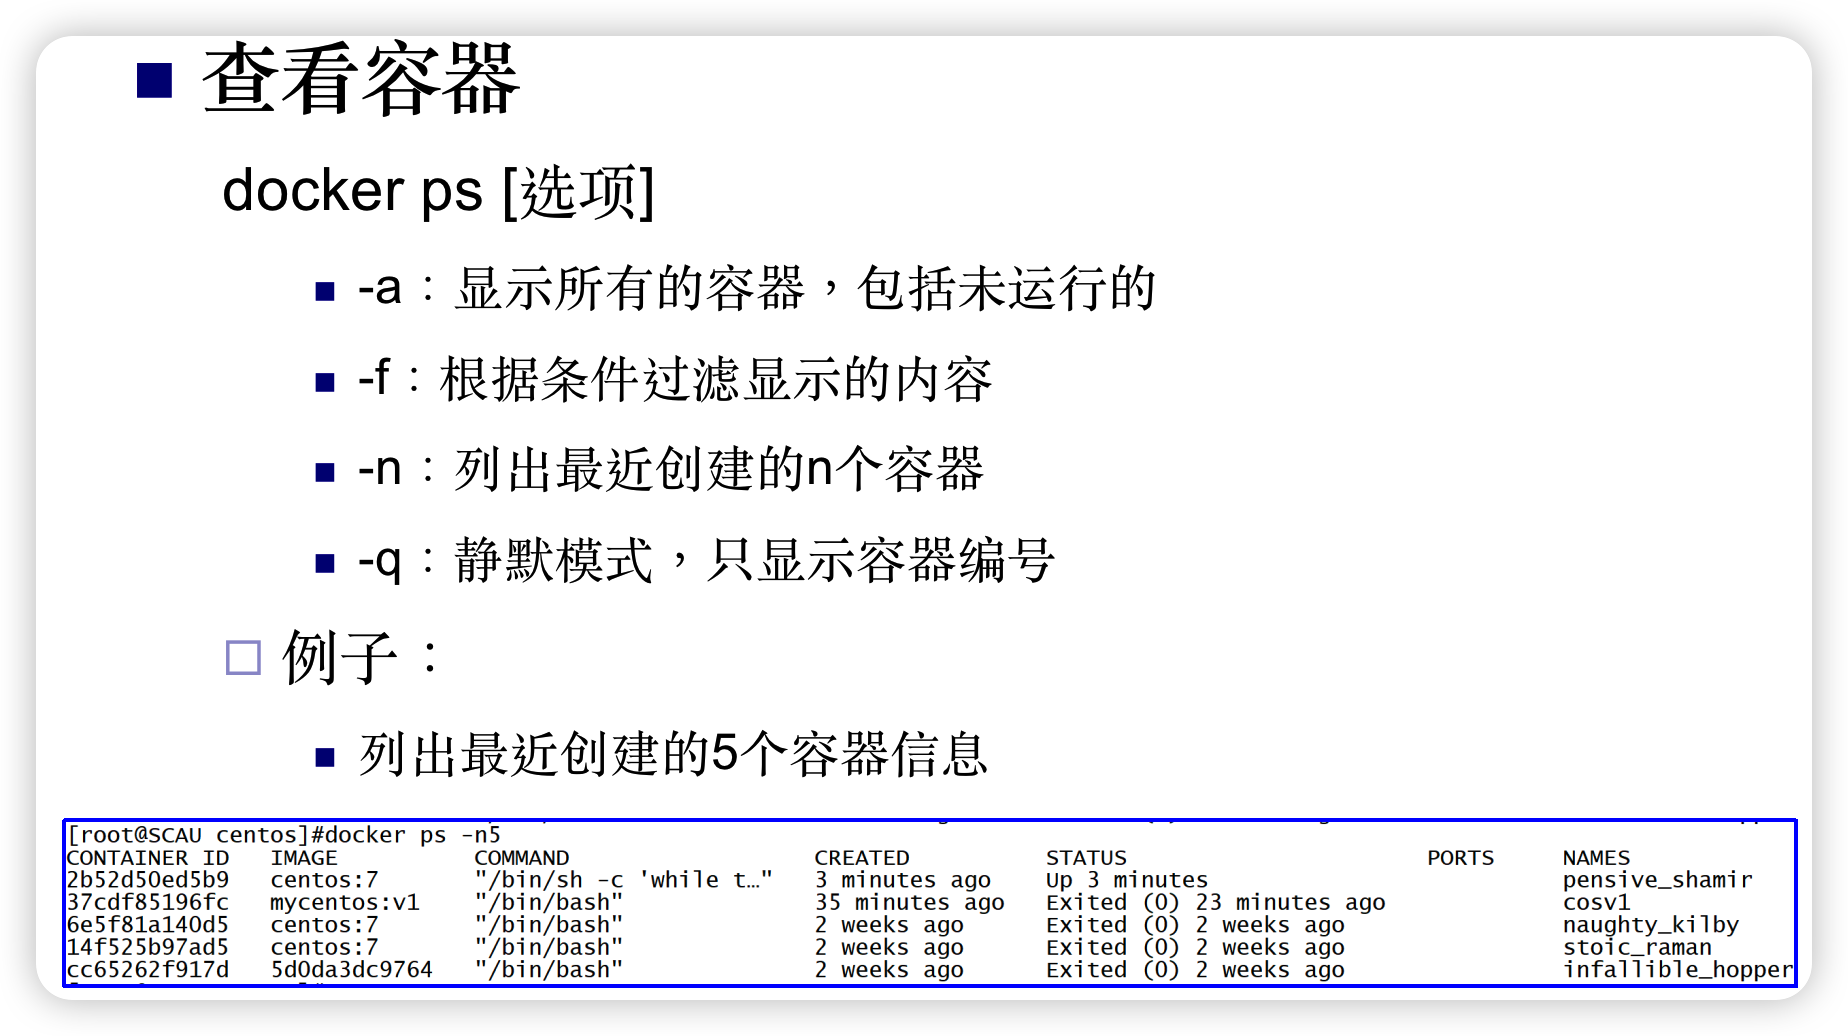 查看容器
docker ps [选项]
-a：显示所有的容器，包括未运行的
-f：根据条件过滤显示的内容
-n：列出最近创建的n个容器
-q：静默模式，只显示容器编号
例子：
列出最近创建的5个容器信息
[root@SCAU centos]#docker ps -n5
CONTAINER ID IMAGE COMMAND CREATED STATUS PORTS NAMES
2b52d50ed5b9 centos:7 "/bin/sh -c 'while t…" 3 minutes ago Up 3 minutes pensive_shamir
37cdf85196fc mycentos:v1 "/bin/bash" 35 minutes ago Exited (0) 23 minutes ago cosv1
6e5f81a140d5 centos:7 "/bin/bash" 2 weeks ago Exited (0) 2 weeks ago naughty_kilby
14f525b97ad5 centos:7 "/bin/bash" 2 weeks ago Exited (0) 2 weeks ago stoic_raman
cc65262f917d 5d0da3dc9764 "/bin/bash" 2 weeks ago Exited (0) 2 weeks ago infallible_hopper